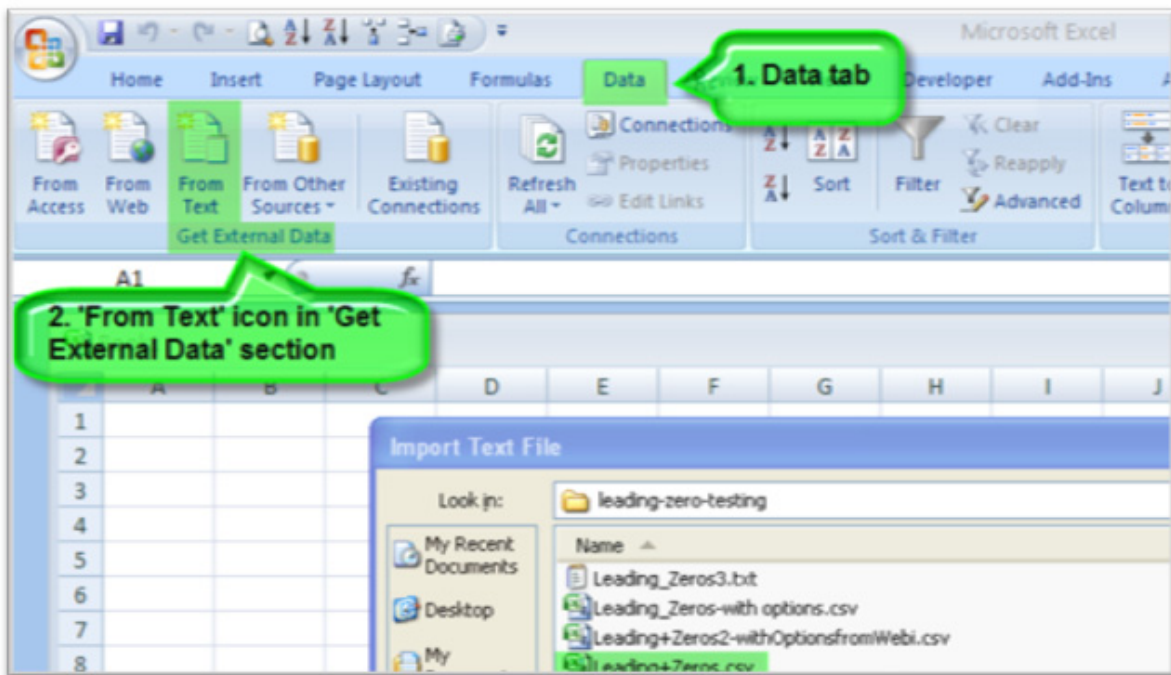 Microsoft Excel
Home Insert Page Layout Formulas Data Developer Add-Ins
1. Data tab
From Access
From Web
From Text
From Other Sources
Existing Connections
Refresh All
Connections
Properties
Edit Links
Sort
Filter
Clear
Reapply
Advanced
Text to
Get External Data Connections Sort & Filter
A1 fx
2. 'From Text' icon in 'Get
External Data' section
A B C D E F G H I J
1
2
3
4
5
6
7
8
Import Text File
Look in: leading-zero-testing
My Recent
Documents
Desktop
My
Name
Leading_Zeros3.txt
Leading_Zeros-with options.csv
Leading+Zeros2-withOptionsfromWebi.csv
Leading+Zeros.csv